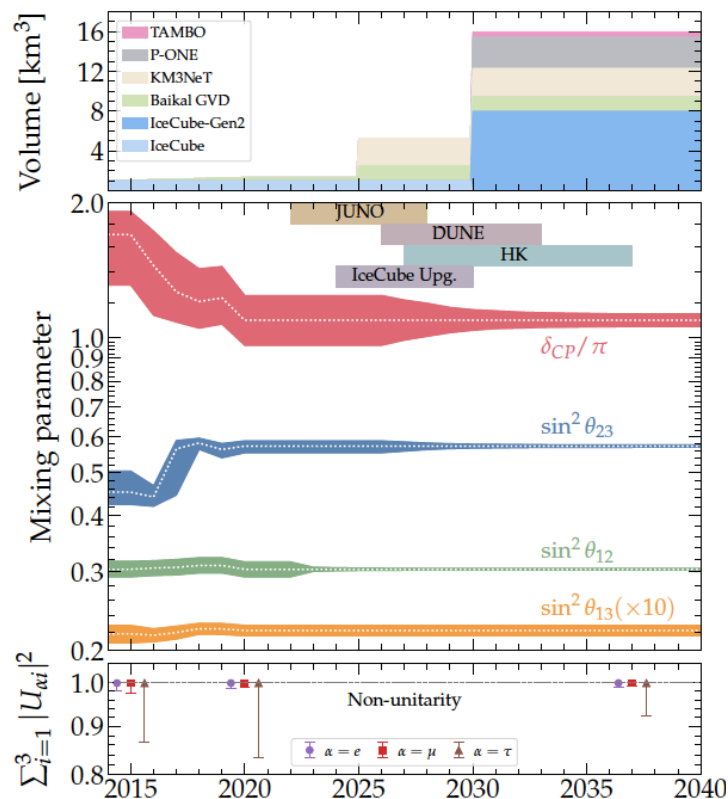 Volume [km³]
16
12
8
4
TAMBO
P-ONE
KM3NeT
Baikal GVD
IceCube-Gen2
IceCube
Mixing parameter
2.0
1.0
0.9
0.8
0.7
0.6
0.5
0.4
0.3
0.2
JUNO
DUNE
HK
IceCube Upg.
δCP/π
sin² θ23
sin² θ12
sin² θ13(×10)
∑³i=1 |Uαi|²
1.0
0.9
0.8
Non-unitarity
α = e α = μ α = τ
2015 2020 2025 2030 2035 2040